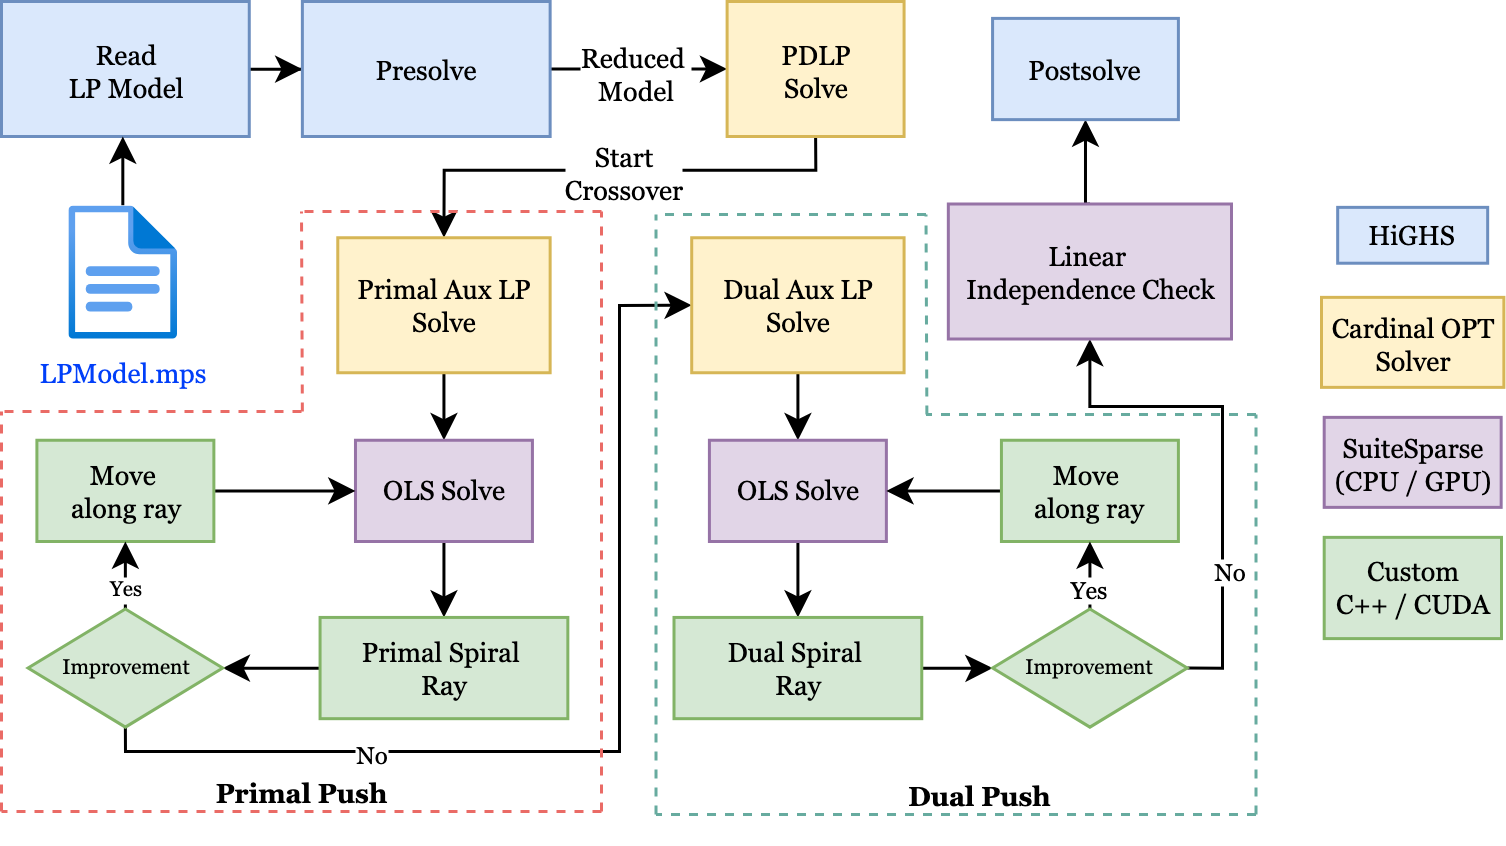 Read
LP Model
Presolve
Reduced
Model
PDLP
Solve
Postsolve
Start
Crossover
LPModel.mps
Primal Aux LP
Solve
Move
along ray
OLS Solve
Yes
Improvement
Primal Spiral
Ray
No
Primal Push
Dual Aux LP
Solve
OLS Solve
Move
along ray
Yes
Dual Spiral
Ray
Improvement
No
Dual Push
Linear
Independence Check
HiGHS
Cardinal OPT
Solver
SuiteSparse
(CPU / GPU)
Custom
C++ / CUDA